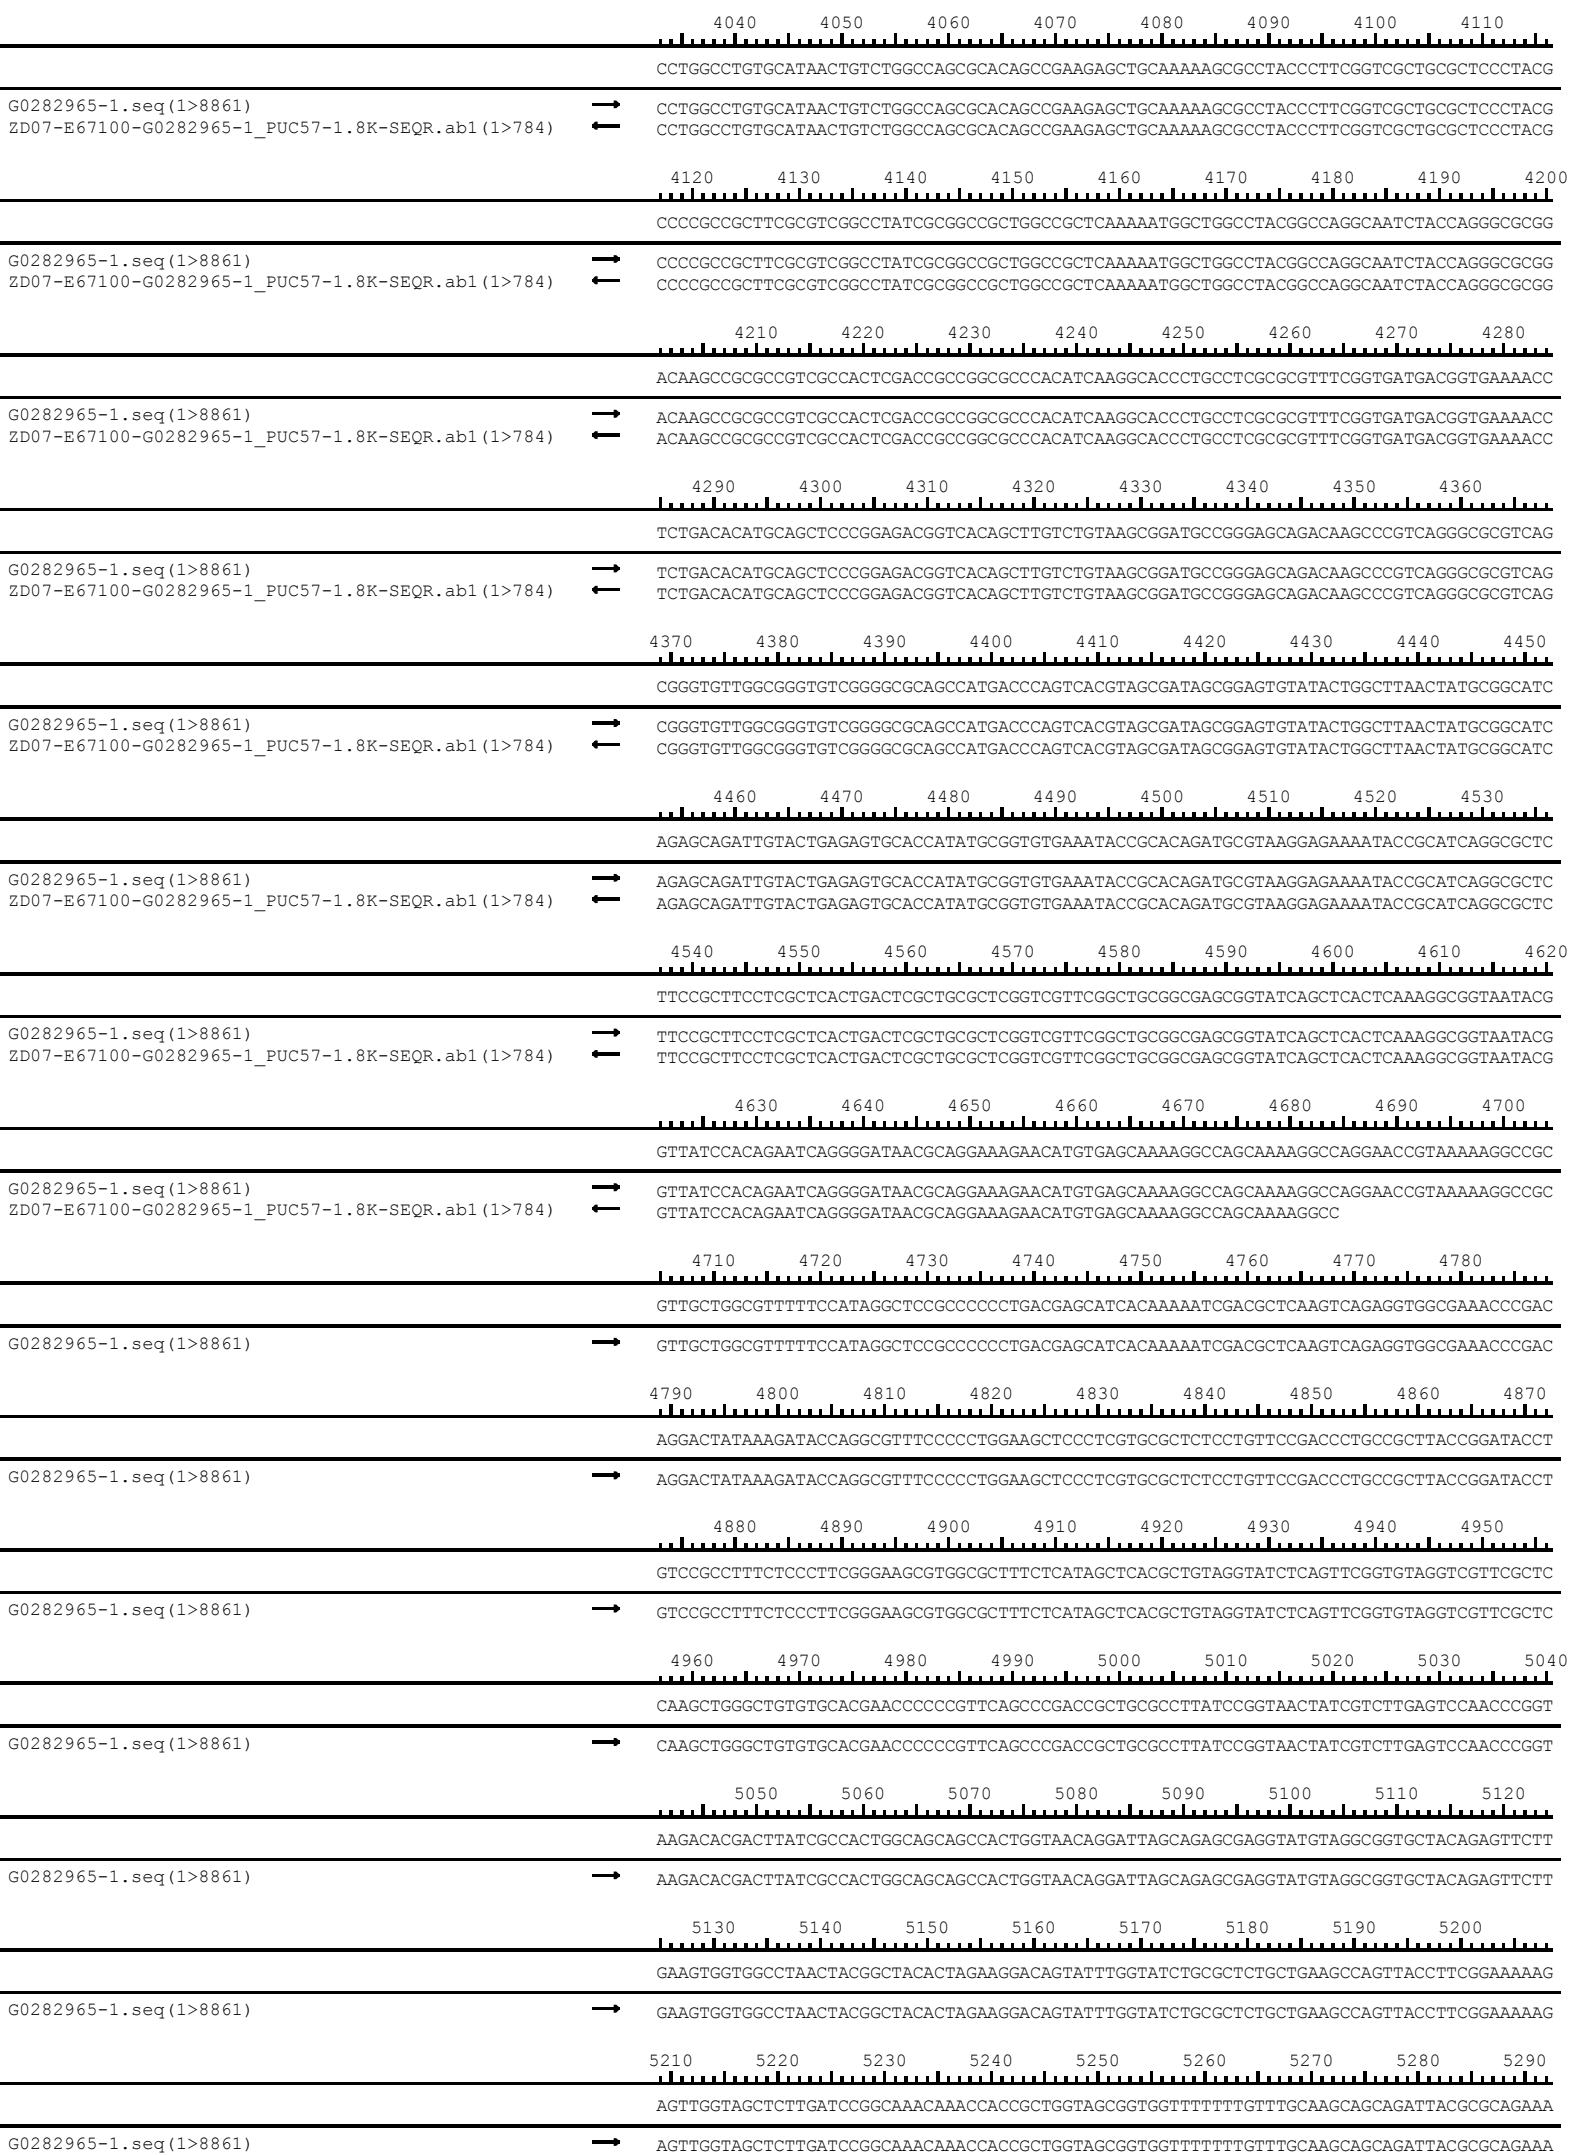 4040 4050 4060 4070 4080 4090 4100 4110
CCTGGCCTGTGCATAACTGTCTGGCCAGCGCACAGCCGAAGAGCTGCAAAAAGCGCCTACCCTTCGGTCGCTGCGCTCCCTACG
G0282965-1.seq(1>8861) → CCTGGCCTGTGCATAACTGTCTGGCCAGCGCACAGCCGAAGAGCTGCAAAAAGCGCCTACCCTTCGGTCGCTGCGCTCCCTACG
ZD07-E67100-G0282965-1_PUC57-1.8K-SEQR.ab1(1>784) ← CCTGGCCTGTGCATAACTGTCTGGCCAGCGCACAGCCGAAGAGCTGCAAAAAGCGCCTACCCTTCGGTCGCTGCGCTCCCTACG
4120 4130 4140 4150 4160 4170 4180 4190 4200
CCCCGCCGCTTCGCGTCGGCCTATCGCGGCCGCTGGCCGCTCAAAAATGGCTGGCCTACGGCCAGGCAATCTACCAGGGCGCGG
G0282965-1.seq(1>8861) → CCCCGCCGCTTCGCGTCGGCCTATCGCGGCCGCTGGCCGCTCAAAAATGGCTGGCCTACGGCCAGGCAATCTACCAGGGCGCGG
ZD07-E67100-G0282965-1_PUC57-1.8K-SEQR.ab1(1>784) ← CCCCGCCGCTTCGCGTCGGCCTATCGCGGCCGCTGGCCGCTCAAAAATGGCTGGCCTACGGCCAGGCAATCTACCAGGGCGCGG
4210 4220 4230 4240 4250 4260 4270 4280
ACAAGCCGCGCCGTCGCCACTCGACCGCCGGCGCCCACATCAAGGCACCCTGCCTCGCGCGTTTCGGTGATGACGGTGAAAACC
G0282965-1.seq(1>8861) → ACAAGCCGCGCCGTCGCCACTCGACCGCCGGCGCCCACATCAAGGCACCCTGCCTCGCGCGTTTCGGTGATGACGGTGAAAACC
ZD07-E67100-G0282965-1_PUC57-1.8K-SEQR.ab1(1>784) ← ACAAGCCGCGCCGTCGCCACTCGACCGCCGGCGCCCACATCAAGGCACCCTGCCTCGCGCGTTTCGGTGATGACGGTGAAAACC
4290 4300 4310 4320 4330 4340 4350 4360
TCTGACACATGCAGCTCCCGGAGACGGTCACAGCTTGTCTGTAAGCGGATGCCGGGAGCAGACAAGCCCGTCAGGGCGCGTCAG
G0282965-1.seq(1>8861) → TCTGACACATGCAGCTCCCGGAGACGGTCACAGCTTGTCTGTAAGCGGATGCCGGGAGCAGACAAGCCCGTCAGGGCGCGTCAG
ZD07-E67100-G0282965-1_PUC57-1.8K-SEQR.ab1(1>784) ← TCTGACACATGCAGCTCCCGGAGACGGTCACAGCTTGTCTGTAAGCGGATGCCGGGAGCAGACAAGCCCGTCAGGGCGCGTCAG
4370 4380 4390 4400 4410 4420 4430 4440 4450
CGGGTGTTGGCGGGTGTCGGGGCGCAGCCATGACCCAGTCACGTAGCGATAGCGGAGTGTATACTGGCTTAACTATGCGGCATC
G0282965-1.seq(1>8861) → CGGGTGTTGGCGGGTGTCGGGGCGCAGCCATGACCCAGTCACGTAGCGATAGCGGAGTGTATACTGGCTTAACTATGCGGCATC
ZD07-E67100-G0282965-1_PUC57-1.8K-SEQR.ab1(1>784) ← CGGGTGTTGGCGGGTGTCGGGGCGCAGCCATGACCCAGTCACGTAGCGATAGCGGAGTGTATACTGGCTTAACTATGCGGCATC
4460 4470 4480 4490 4500 4510 4520 4530
AGAGCAGATTGTACTGAGAGTGCACCATATGCGGTGTGAAATACCGCACAGATGCGTAAGGAGAAAATACCGCATCAGGCGCTC
G0282965-1.seq(1>8861) → AGAGCAGATTGTACTGAGAGTGCACCATATGCGGTGTGAAATACCGCACAGATGCGTAAGGAGAAAATACCGCATCAGGCGCTC
ZD07-E67100-G0282965-1_PUC57-1.8K-SEQR.ab1(1>784) ← AGAGCAGATTGTACTGAGAGTGCACCATATGCGGTGTGAAATACCGCACAGATGCGTAAGGAGAAAATACCGCATCAGGCGCTC
4540 4550 4560 4570 4580 4590 4600 4610 4620
TTCCGCTTCCTCGCTCACTGACTCGCTGCGCTCGGTCGTTCGGCTGCGGCGAGCGGTATCAGCTCACTCAAAGGCGGTAATACG
G0282965-1.seq(1>8861) → TTCCGCTTCCTCGCTCACTGACTCGCTGCGCTCGGTCGTTCGGCTGCGGCGAGCGGTATCAGCTCACTCAAAGGCGGTAATACG
ZD07-E67100-G0282965-1_PUC57-1.8K-SEQR.ab1(1>784) ← TTCCGCTTCCTCGCTCACTGACTCGCTGCGCTCGGTCGTTCGGCTGCGGCGAGCGGTATCAGCTCACTCAAAGGCGGTAATACG
4630 4640 4650 4660 4670 4680 4690 4700
GTTATCCACAGAATCAGGGGATAACGCAGGAAAGAACATGTGAGCAAAAGGCCAGCAAAAGGCCAGGAACCGTAAAAAGGCCGC
G0282965-1.seq(1>8861) → GTTATCCACAGAATCAGGGGATAACGCAGGAAAGAACATGTGAGCAAAAGGCCAGCAAAAGGCCAGGAACCGTAAAAAGGCCGC
ZD07-E67100-G0282965-1_PUC57-1.8K-SEQR.ab1(1>784) ← GTTATCCACAGAATCAGGGGATAACGCAGGAAAGAACATGTGAGCAAAAGGCCAGCAAAAGGCC
4710 4720 4730 4740 4750 4760 4770 4780
GTTGCTGGCGTTTTTCCATAGGCTCCGCCCCCCTGACGAGCATCACAAAAATCGACGCTCAAGTCAGAGGTGGCGAAACCCGAC
G0282965-1.seq(1>8861) → GTTGCTGGCGTTTTTCCATAGGCTCCGCCCCCCTGACGAGCATCACAAAAATCGACGCTCAAGTCAGAGGTGGCGAAACCCGAC
4790 4800 4810 4820 4830 4840 4850 4860 4870
AGGACTATAAAGATACCAGGCGTTTCCCCCTGGAAGCTCCCTCGTGCGCTCTCCTGTTCCGACCCTGCCGCTTACCGGATACCT
G0282965-1.seq(1>8861) → AGGACTATAAAGATACCAGGCGTTTCCCCCTGGAAGCTCCCTCGTGCGCTCTCCTGTTCCGACCCTGCCGCTTACCGGATACCT
4880 4890 4900 4910 4920 4930 4940 4950
GTCCGCCTTTCTCCCTTCGGGAAGCGTGGCGCTTTCTCATAGCTCACGCTGTAGGTATCTCAGTTCGGTGTAGGTCGTTCGCTC
G0282965-1.seq(1>8861) → GTCCGCCTTTCTCCCTTCGGGAAGCGTGGCGCTTTCTCATAGCTCACGCTGTAGGTATCTCAGTTCGGTGTAGGTCGTTCGCTC
4960 4970 4980 4990 5000 5010 5020 5030 5040
CAAGCTGGGCTGTGTGCACGAACCCCCCGTTCAGCCCGACCGCTGCGCCTTATCCGGTAACTATCGTCTTGAGTCCAACCCGGT
G0282965-1.seq(1>8861) → CAAGCTGGGCTGTGTGCACGAACCCCCCGTTCAGCCCGACCGCTGCGCCTTATCCGGTAACTATCGTCTTGAGTCCAACCCGGT
5050 5060 5070 5080 5090 5100 5110 5120
AAGACACGACTTATCGCCACTGGCAGCAGCCACTGGTAACAGGATTAGCAGAGCGAGGTATGTAGGCGGTGCTACAGAGTTCTT
G0282965-1.seq(1>8861) → AAGACACGACTTATCGCCACTGGCAGCAGCCACTGGTAACAGGATTAGCAGAGCGAGGTATGTAGGCGGTGCTACAGAGTTCTT
5130 5140 5150 5160 5170 5180 5190 5200
GAAGTGGTGGCCTAACTACGGCTACACTAGAAGGACAGTATTTGGTATCTGCGCTCTGCTGAAGCCAGTTACCTTCGGAAAAAG
G0282965-1.seq(1>8861) → GAAGTGGTGGCCTAACTACGGCTACACTAGAAGGACAGTATTTGGTATCTGCGCTCTGCTGAAGCCAGTTACCTTCGGAAAAAG
5210 5220 5230 5240 5250 5260 5270 5280 5290
AGTTGGTAGCTCTTGATCCGGCAAACAAACCACCGCTGGTAGCGGTGGTTTTTTTGTTTGCAAGCAGCAGATTACGCGCAGAAA
G0282965-1.seq(1>8861) → AGTTGGTAGCTCTTGATCCGGCAAACAAACCACCGCTGGTAGCGGTGGTTTTTTTGTTTGCAAGCAGCAGATTACGCGCAGAAA